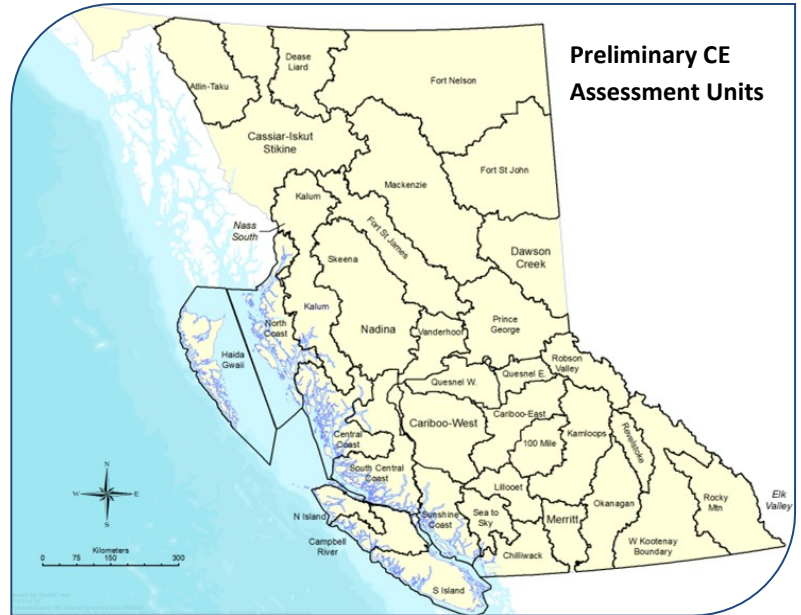 Preliminary CE
Assessment Units
Atlin-Taku
Dease
Liard
Fort Nelson
Cassiar-Iskut
Stikine
Fort St John
Mackenzie
Kalum
Nass
South
Fort St James
Dawson
Creek
Skeena
Kalum
North
Coast
Nadina
Vanderhoof
Prince
George
Haida
Gwaii
Robson
Valley
Quesnel W.
Quesnel E.
Cariboo-West
Cariboo-East
100 Mile
Kamloops
Revelstoke
Central
Coast
South Central
Coast
Lillooet
Okanagan
Rocky
Mtn
Elk
Valley
N Island
Sunshine
Coast
Sea to
Sky
Merritt
W Kootenay
Boundary
Campbell
River
Chilliwack
S Island
N
W
E
S
Kilometers
0 75 150 300